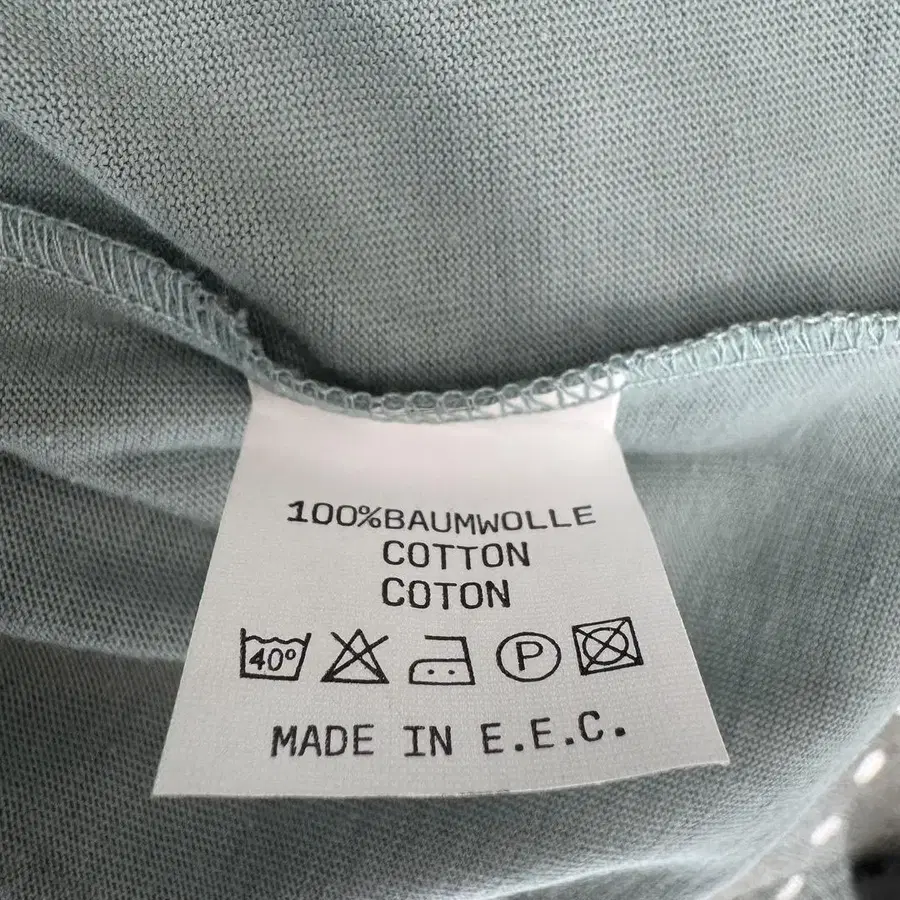 100%BAUMWOLLE
COTTON
COTON
40° P
MADE IN E.E.C.